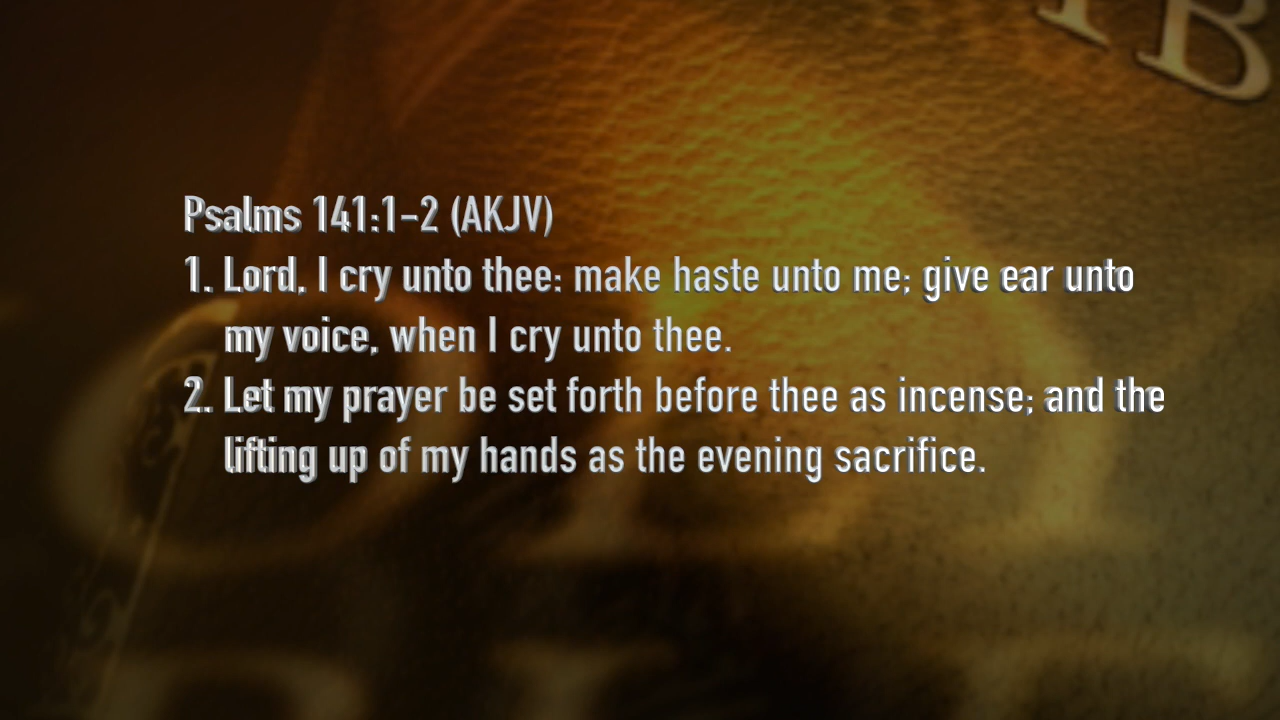 Psalms 141:1-2 (AKJV)
1. Lord, I cry unto thee: make haste unto me; give ear unto
my voice, when I cry unto thee.
2. Let my prayer be set forth before thee as incense; and the
lifting up of my hands as the evening sacrifice.